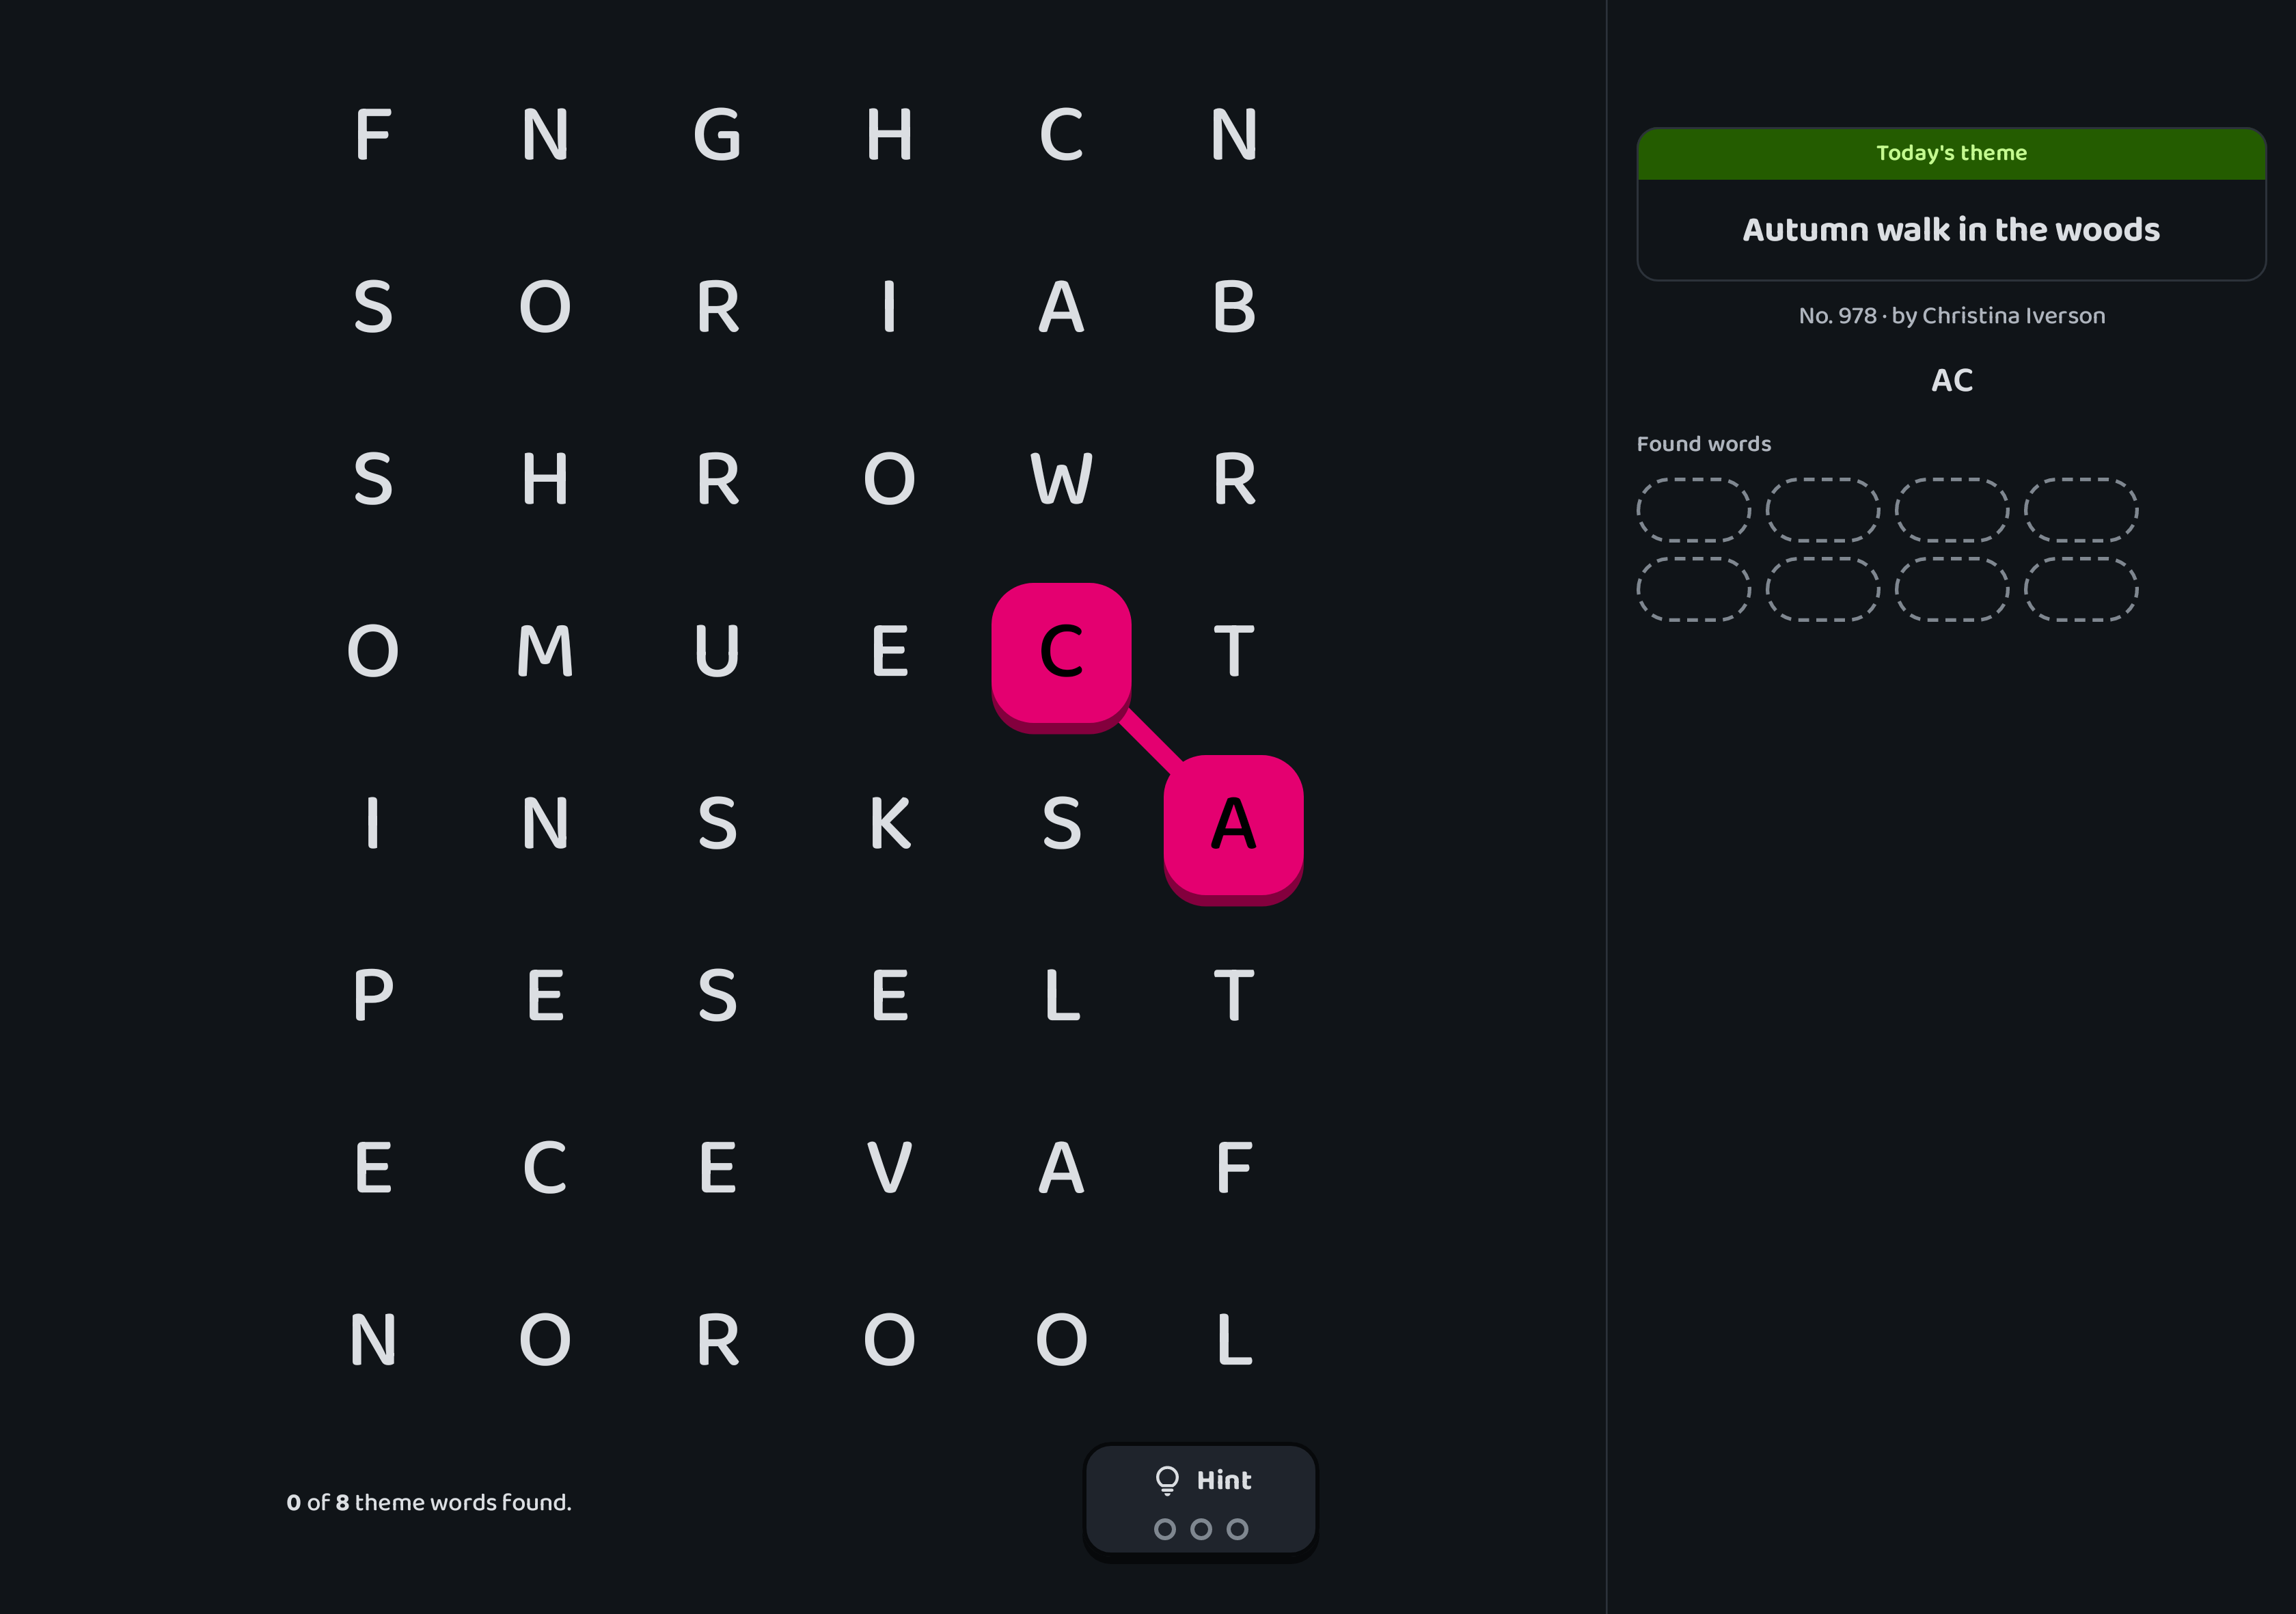 F N G H C N
S O R I A B
S H R O W R
O M U E C T
I N S K S A
P E S E L T
E C E V A F
N O R O O L
0 of 8 theme words found.
Hint
Today's theme
Autumn walk in the woods
No. 978 · by Christina Iverson
AC
Found words